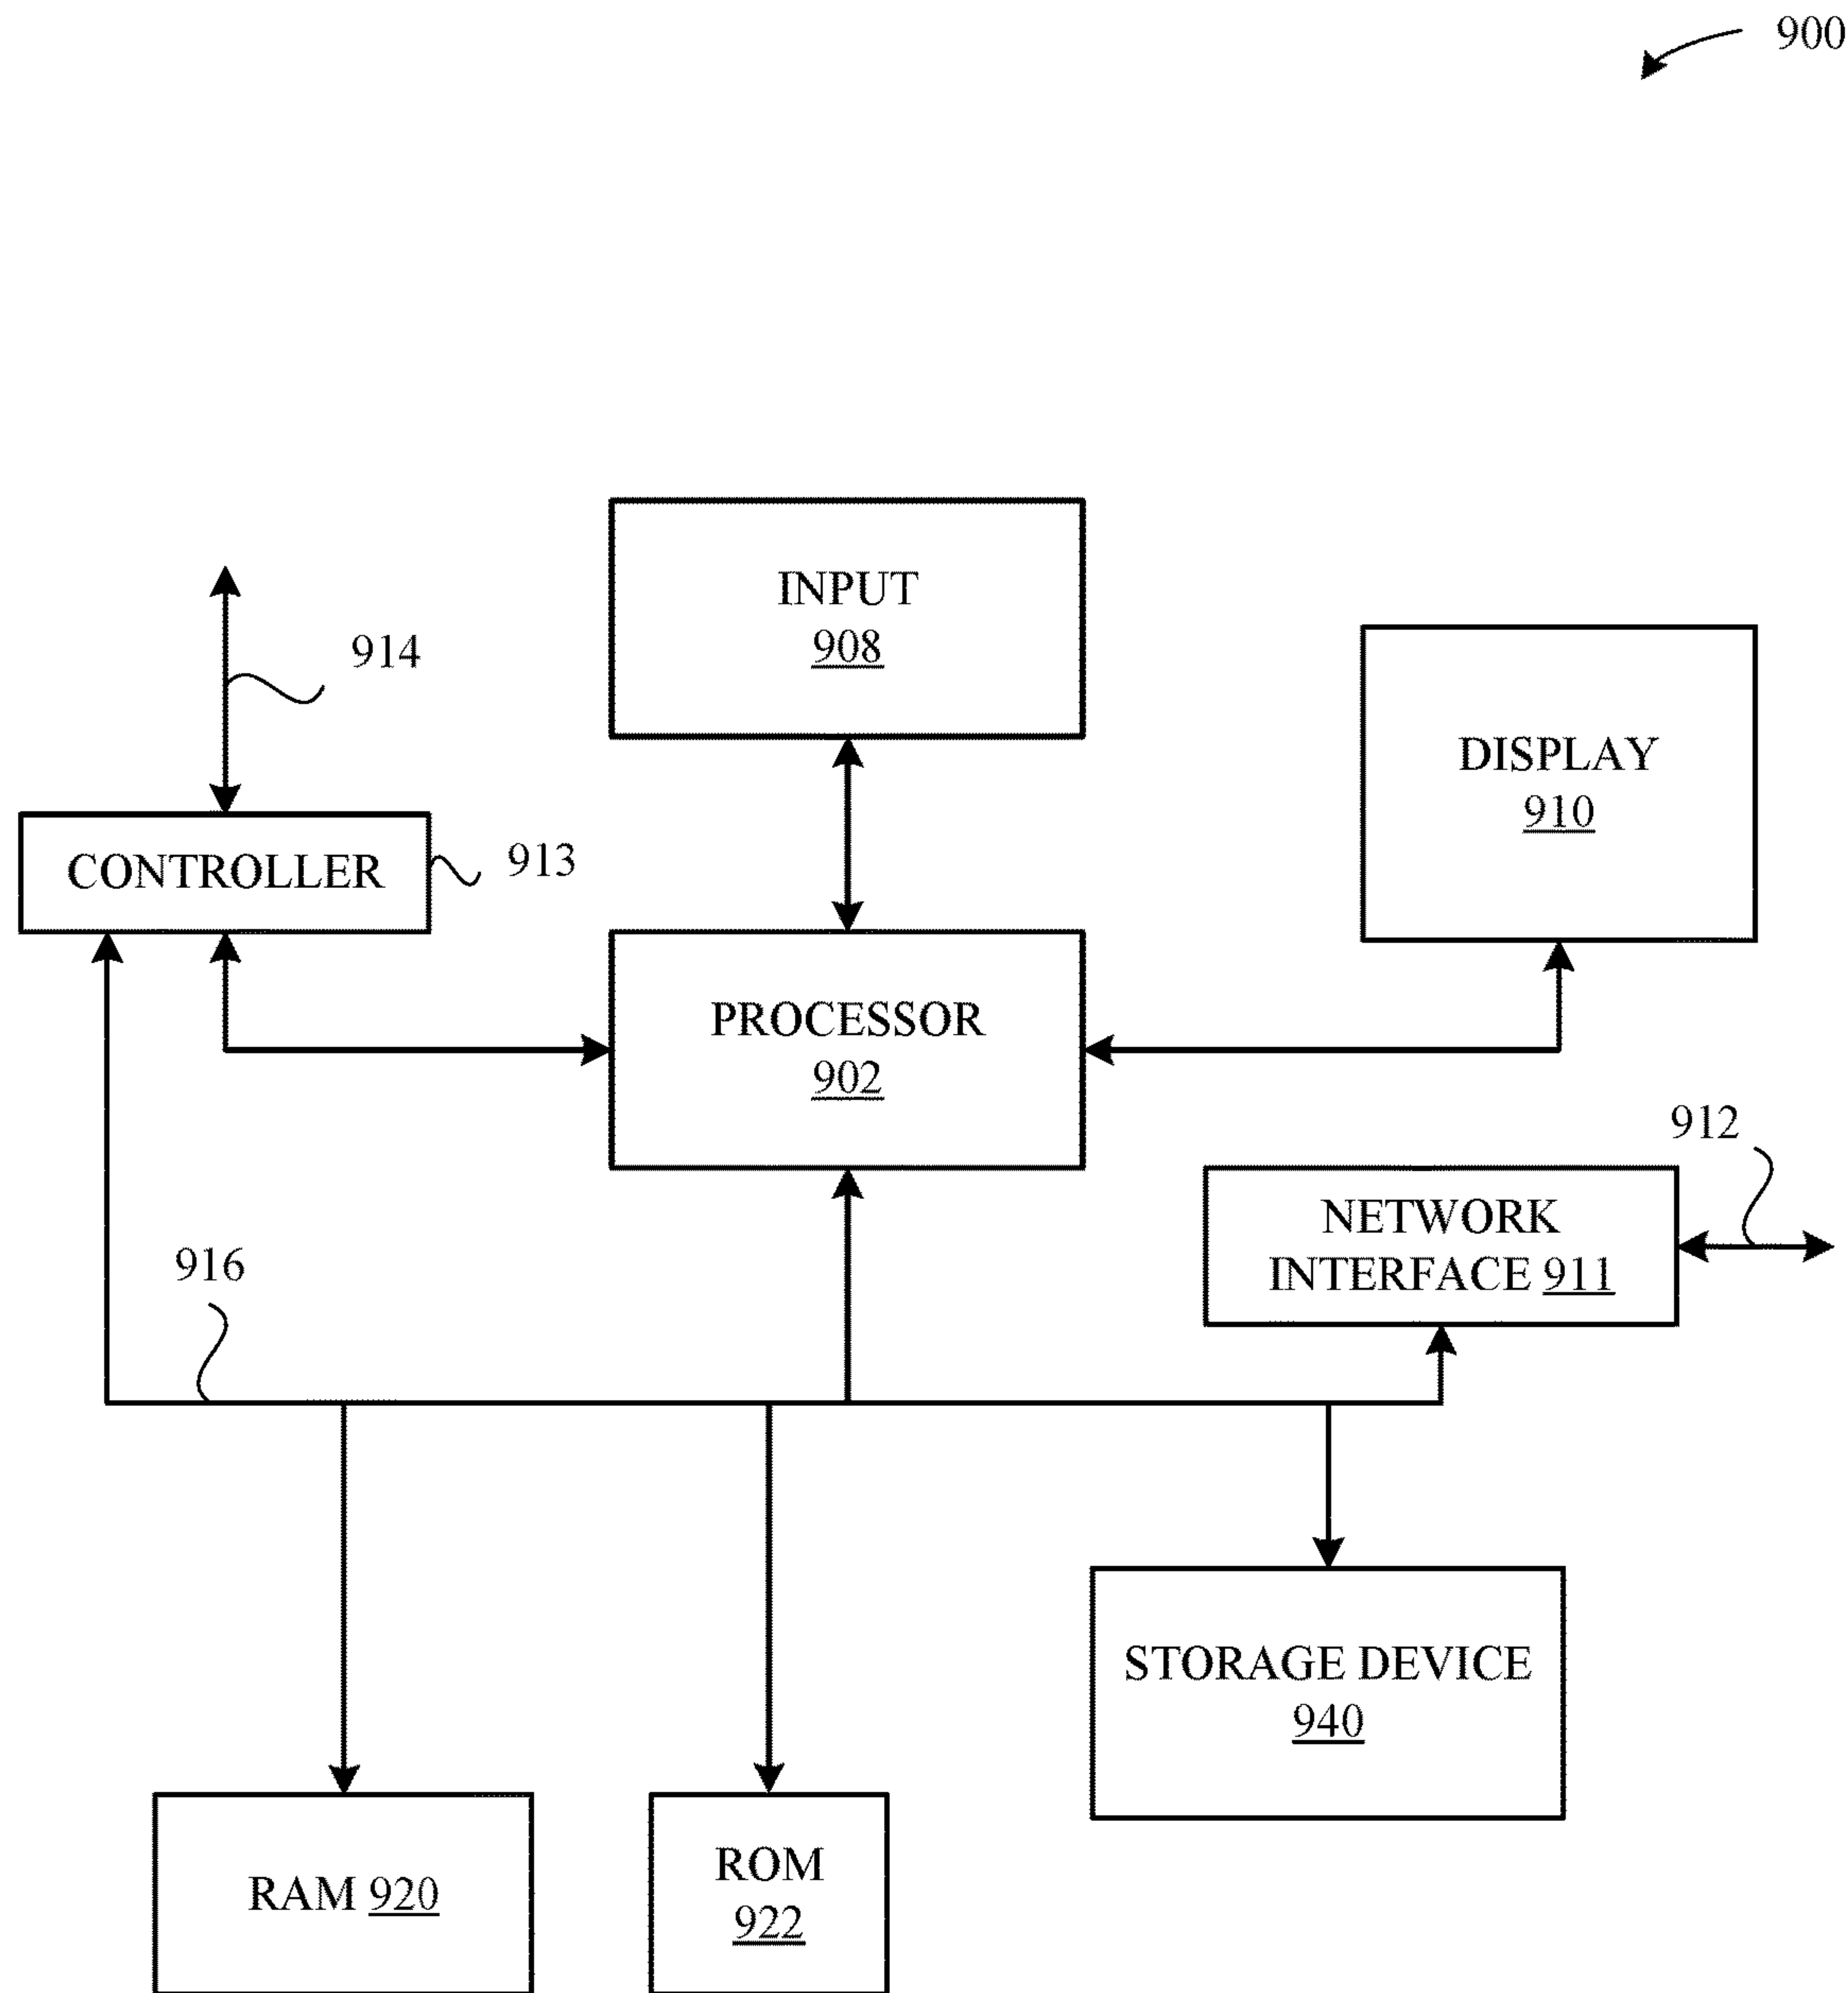 900
INPUT
908
914
DISPLAY
910
CONTROLLER
913
PROCESSOR
902
912
NETWORK
INTERFACE 911
916
STORAGE DEVICE
940
RAM 920
ROM
922